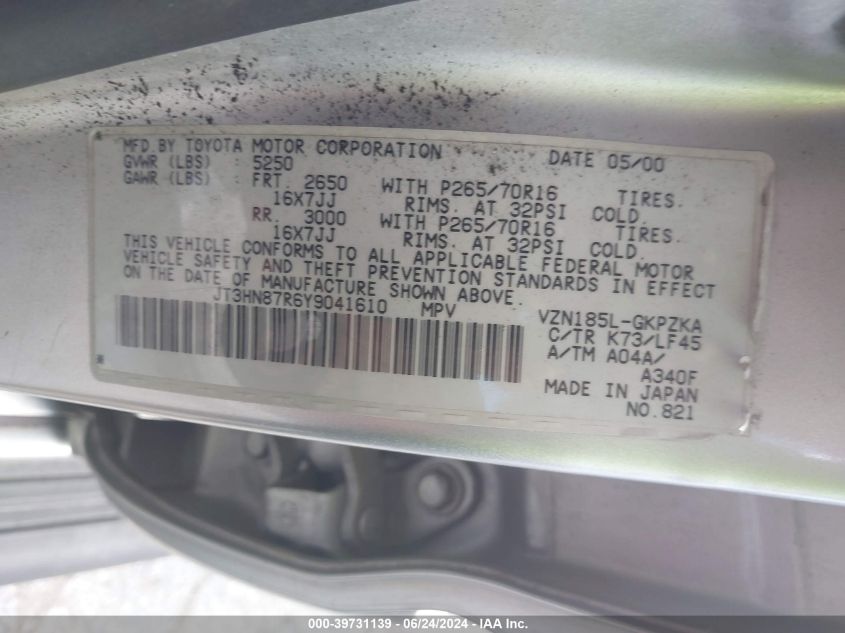 MFD. BY TOYOTA MOTOR CORPORATION DATE 05/00
GVWR (LBS) : 5250
GAWR (LBS) : FRT. 2650 WITH P265/70R16 TIRES.
16X7JJ RIMS. AT 32PSI COLD.
RR. 3000 WITH P265/70R16 TIRES.
16X7JJ RIMS. AT 32PSI COLD.
THIS VEHICLE CONFORMS TO ALL APPLICABLE FEDERAL MOTOR
VEHICLE SAFETY AND THEFT PREVENTION STANDARDS IN EFFECT
ON THE DATE OF MANUFACTURE SHOWN ABOVE.
JT3HN87R6Y9041610 MPV VZN185L-GKPZKA
C/TR K73/LF45
A/TM A04A/
A340F
MADE IN JAPAN
NO.821
000-39731139 - 06/24/2024 - IAA Inc.